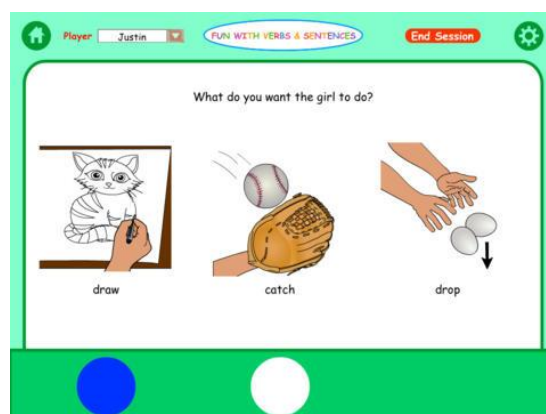 Player Justin FUN WITH VERBS & SENTENCES End Session
What do you want the girl to do?
draw catch drop